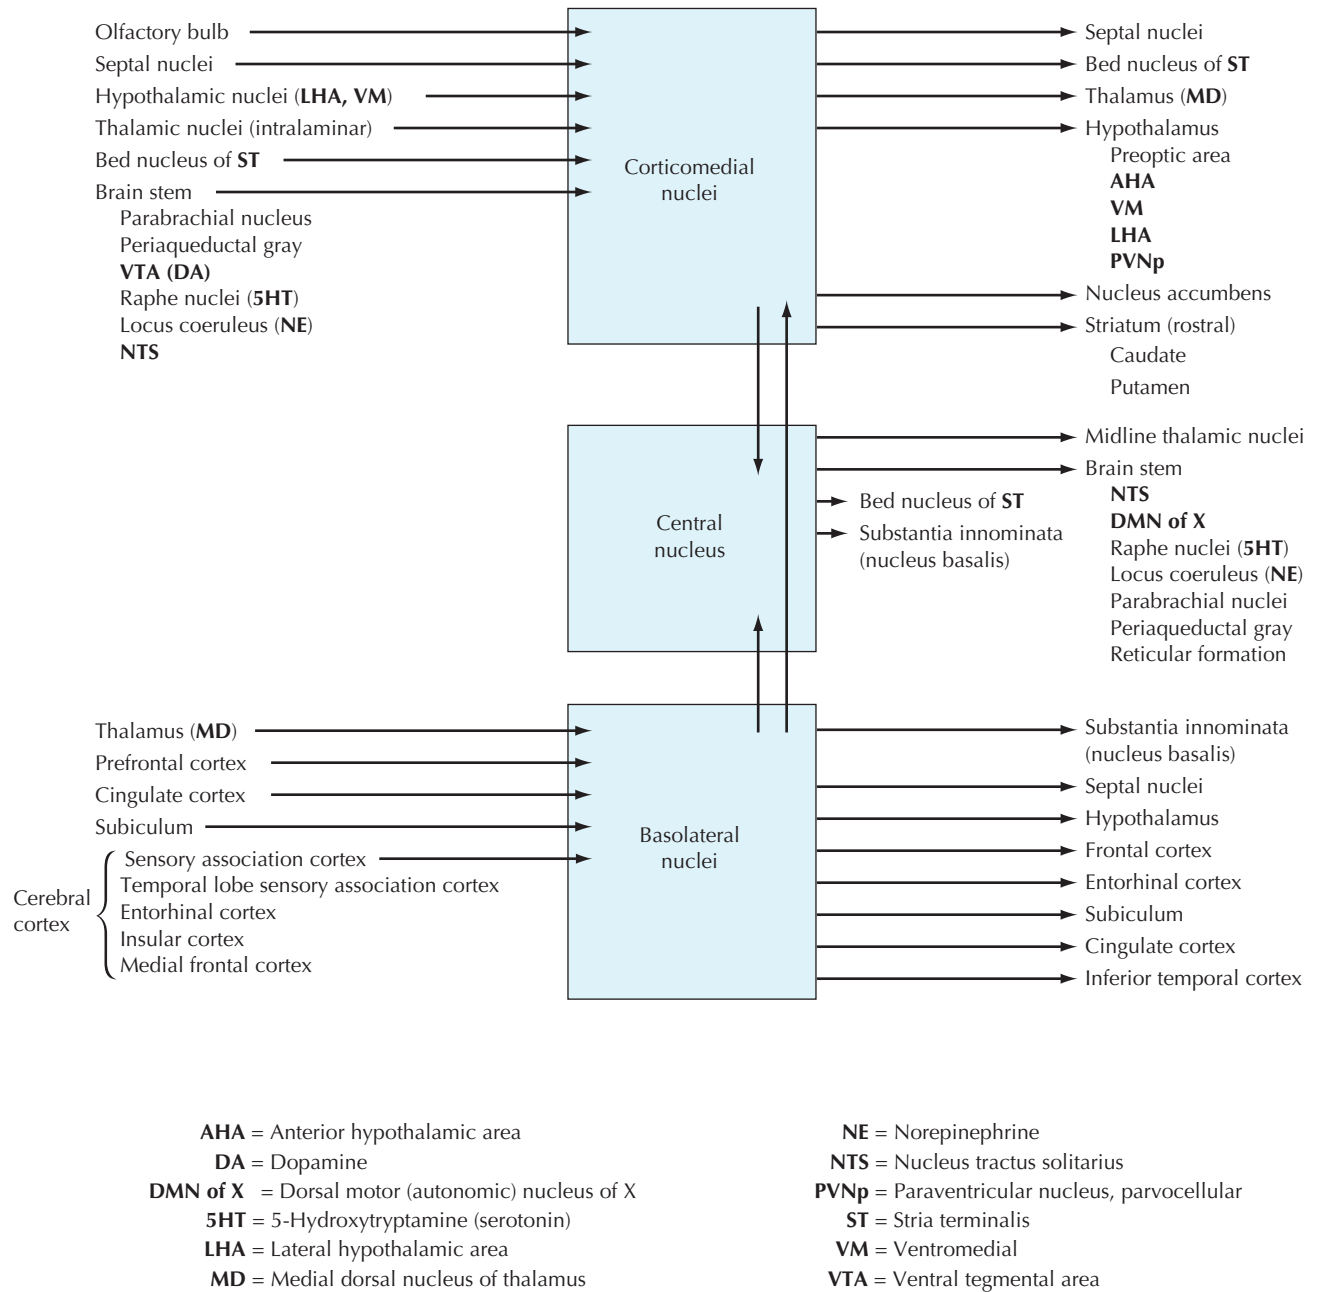 Olfactory bulb
Septal nuclei
Hypothalamic nuclei (LHA, VM)
Thalamic nuclei (intralaminar)
Bed nucleus of ST
Brain stem
Parabrachial nucleus
Periaqueductal gray
VTA (DA)
Raphe nuclei (5HT)
Locus coeruleus (NE)
NTS
Corticomedial
nuclei
Septal nuclei
Bed nucleus of ST
Thalamus (MD)
Hypothalamus
Preoptic area
AHA
VM
LHA
PVNp
Nucleus accumbens
Striatum (rostral)
Caudate
Putamen
Central
nucleus
Bed nucleus of ST
Substantia innominata
(nucleus basalis)
Midline thalamic nuclei
Brain stem
NTS
DMN of X
Raphe nuclei (5HT)
Locus coeruleus (NE)
Parabrachial nuclei
Periaqueductal gray
Reticular formation
Thalamus (MD)
Prefrontal cortex
Cingulate cortex
Subiculum
Cerebral
cortex
Sensory association cortex
Temporal lobe sensory association cortex
Entorhinal cortex
Insular cortex
Medial frontal cortex
Basolateral
nuclei
Substantia innominata
(nucleus basalis)
Septal nuclei
Hypothalamus
Frontal cortex
Entorhinal cortex
Subiculum
Cingulate cortex
Inferior temporal cortex
AHA = Anterior hypothalamic area
DA = Dopamine
DMN of X = Dorsal motor (autonomic) nucleus of X
5HT = 5-Hydroxytryptamine (serotonin)
LHA = Lateral hypothalamic area
MD = Medial dorsal nucleus of thalamus
NE = Norepinephrine
NTS = Nucleus tractus solitarius
PVNp = Paraventricular nucleus, parvocellular
ST = Stria terminalis
VM = Ventromedial
VTA = Ventral tegmental area